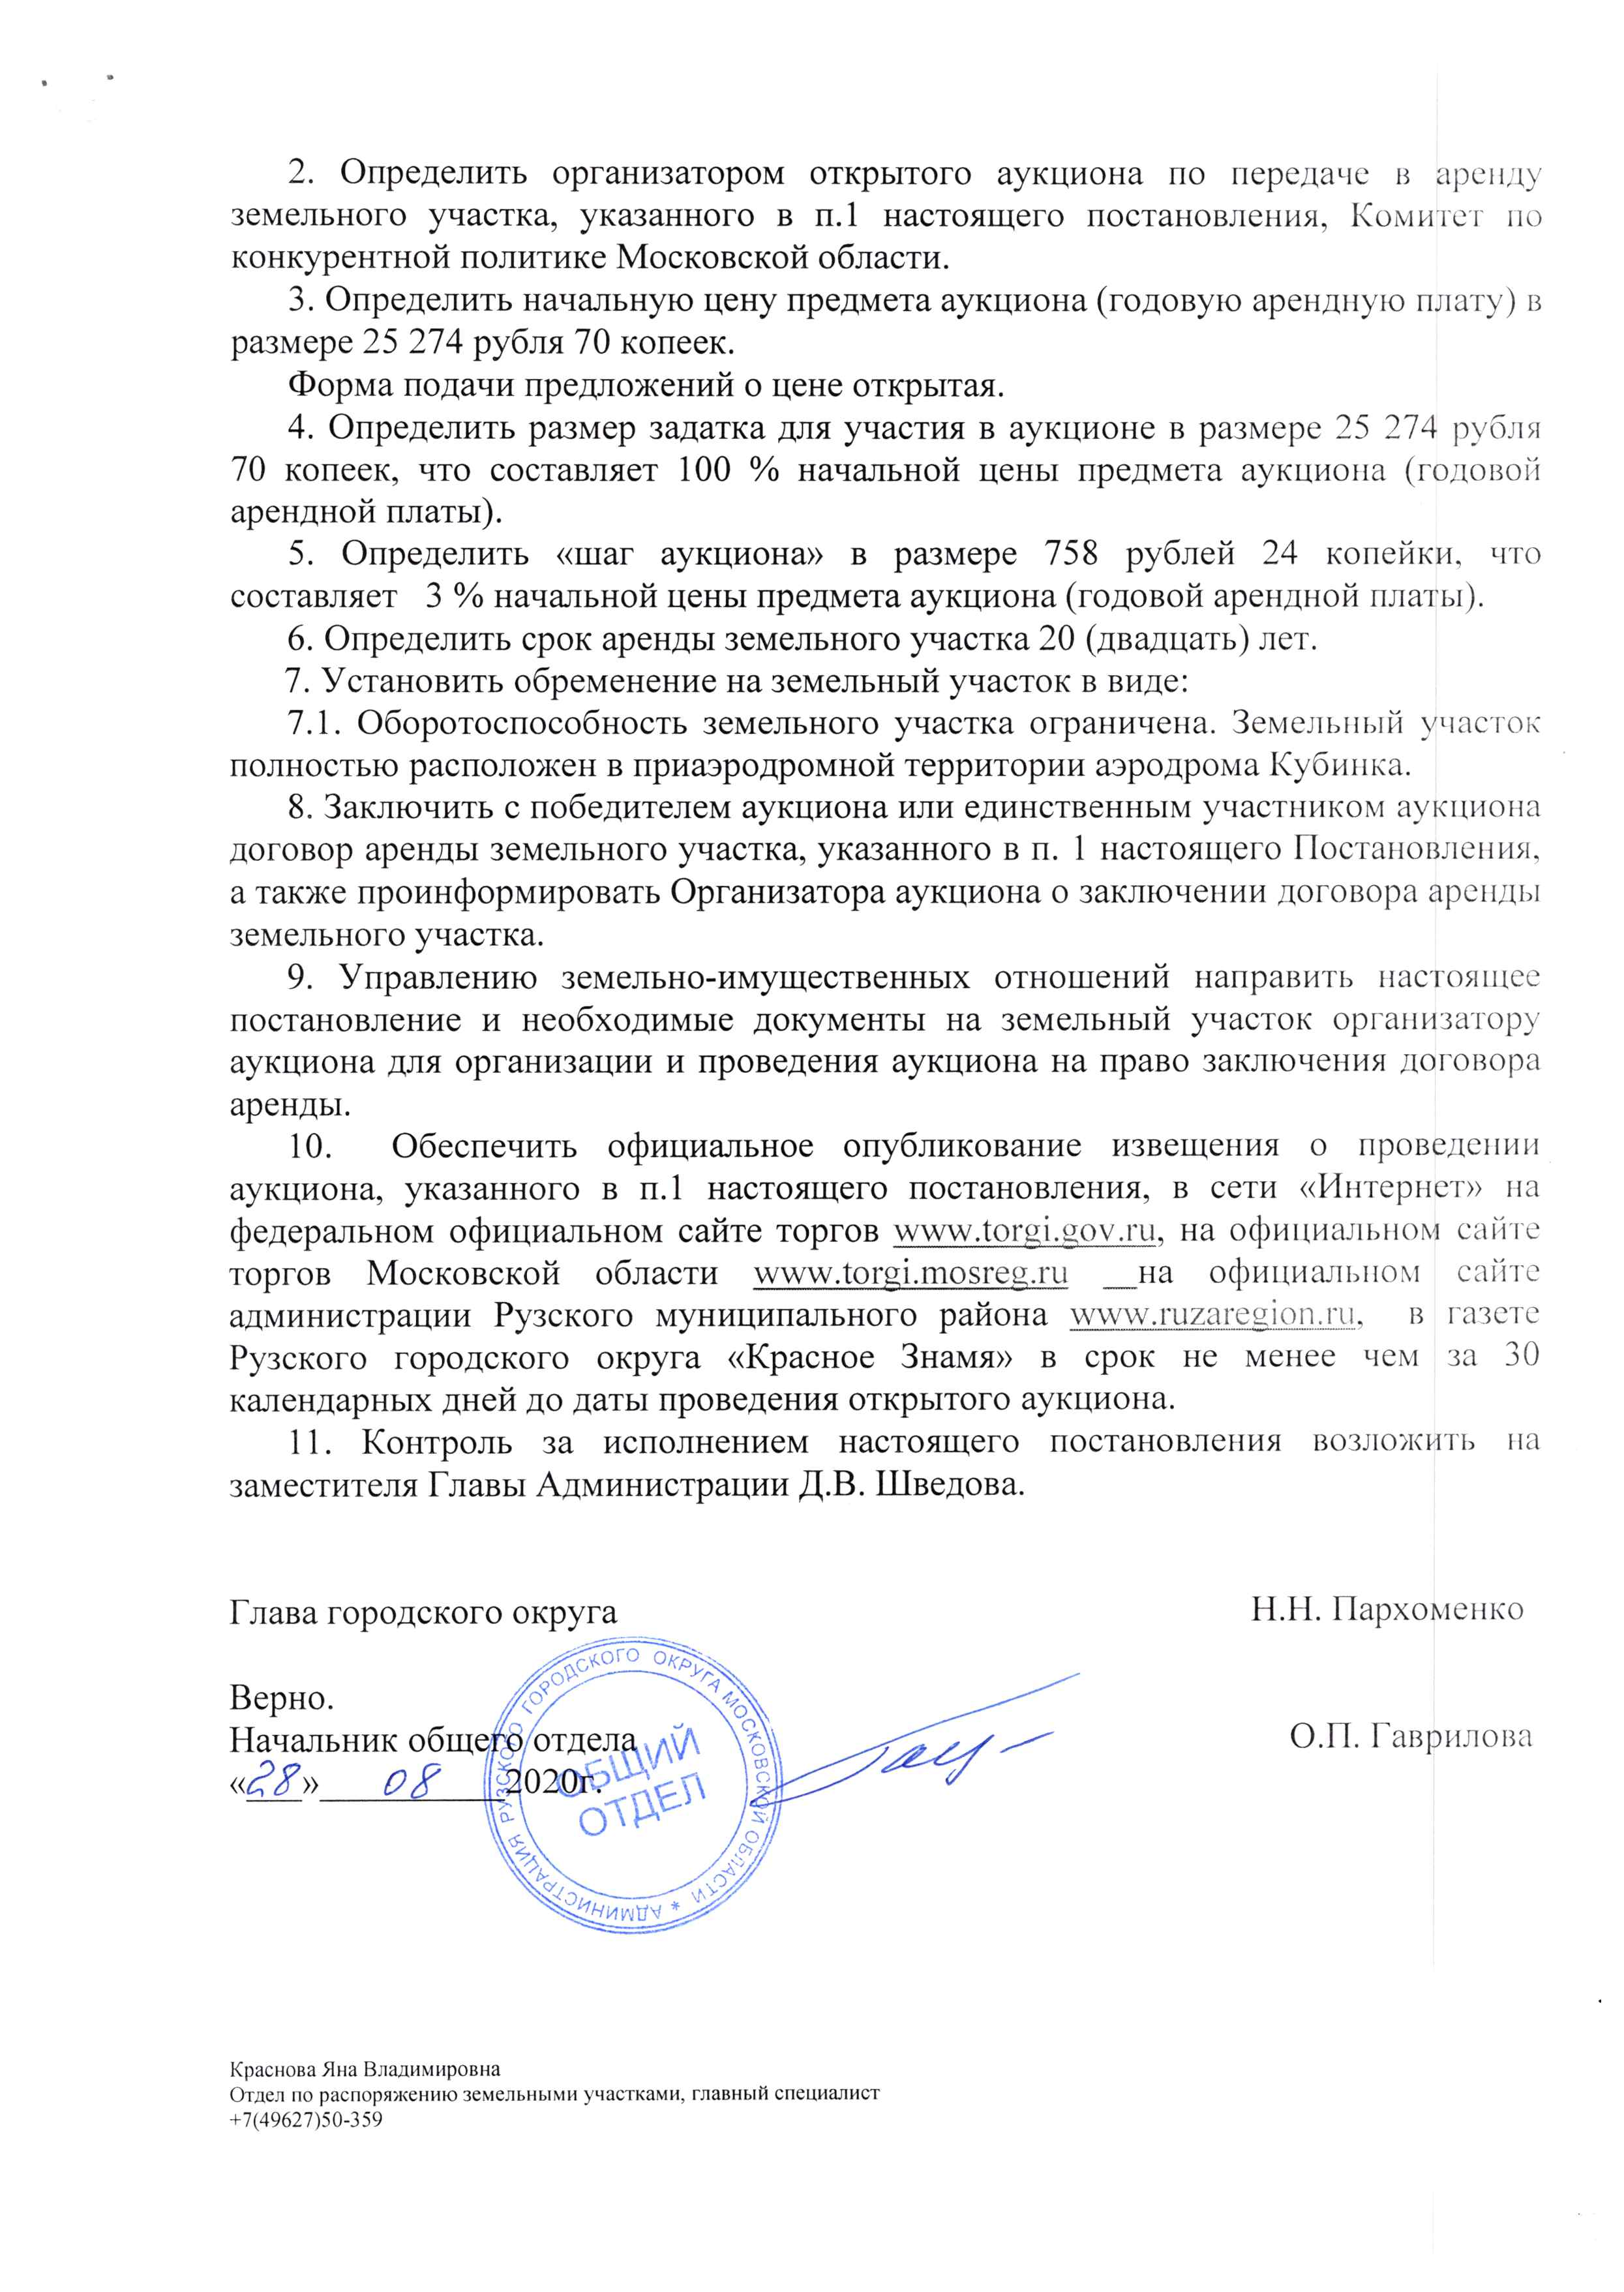 2. Определить организатором открытого аукциона по передаче в аренду
земельного участка, указанного в п.1 настоящего постановления, Комитет по
конкурентной политике Московской области.
3. Определить начальную цену предмета аукциона (годовую арендную плату) в
размере 25 274 рубля 70 копеек.
Форма подачи предложений о цене открытая.
4. Определить размер задатка для участия в аукционе в размере 25 274 рубля
70 копеек, что составляет 100 % начальной цены предмета аукциона (годовой
арендной платы).
5. Определить «шаг аукциона» в размере 758 рублей 24 копейки, что
составляет 3 % начальной цены предмета аукциона (годовой арендной платы).
6. Определить срок аренды земельного участка 20 (двадцать) лет.
7. Установить обременение на земельный участок в виде:
7.1. Оборотоспособность земельного участка ограничена. Земельный участок
полностью расположен в приаэродромной территории аэродрома Кубинка.
8. Заключить с победителем аукциона или единственным участником аукциона
договор аренды земельного участка, указанного в п. 1 настоящего Постановления,
а также проинформировать Организатора аукциона о заключении договора аренды
земельного участка.
9. Управлению земельно-имущественных отношений направить настоящее
постановление и необходимые документы на земельный участок организатору
аукциона для организации и проведения аукциона на право заключения договора
аренды.
10. Обеспечить официальное опубликование извещения о проведении
аукциона, указанного в п.1 настоящего постановления, в сети «Интернет» на
федеральном официальном сайте торгов www.torgi.gov.ru, на официальном сайте
торгов Московской области www.torgi.mosreg.ru __на официальном сайте
администрации Рузского муниципального района www.ruzaregion.ru, в газете
Рузского городского округа «Красное Знамя» в срок не менее чем за 30
календарных дней до даты проведения открытого аукциона.
11. Контроль за исполнением настоящего постановления возложить на
заместителя Главы Администрации Д.В. Шведова.
Глава городского округа Н.Н. Пархоменко
Верно.
Начальник общего отдела О.П. Гаврилова
«28» 08 2020г.
АДМИНИСТРАЦИЯ РУЗСКОГО ГОРОДСКОГО ОКРУГА МОСКОВСКОЙ ОБЛАСТИ *
ОБЩИЙ
ОТДЕЛ
Краснова Яна Владимировна
Отдел по распоряжению земельными участками, главный специалист
+7(49627)50-359